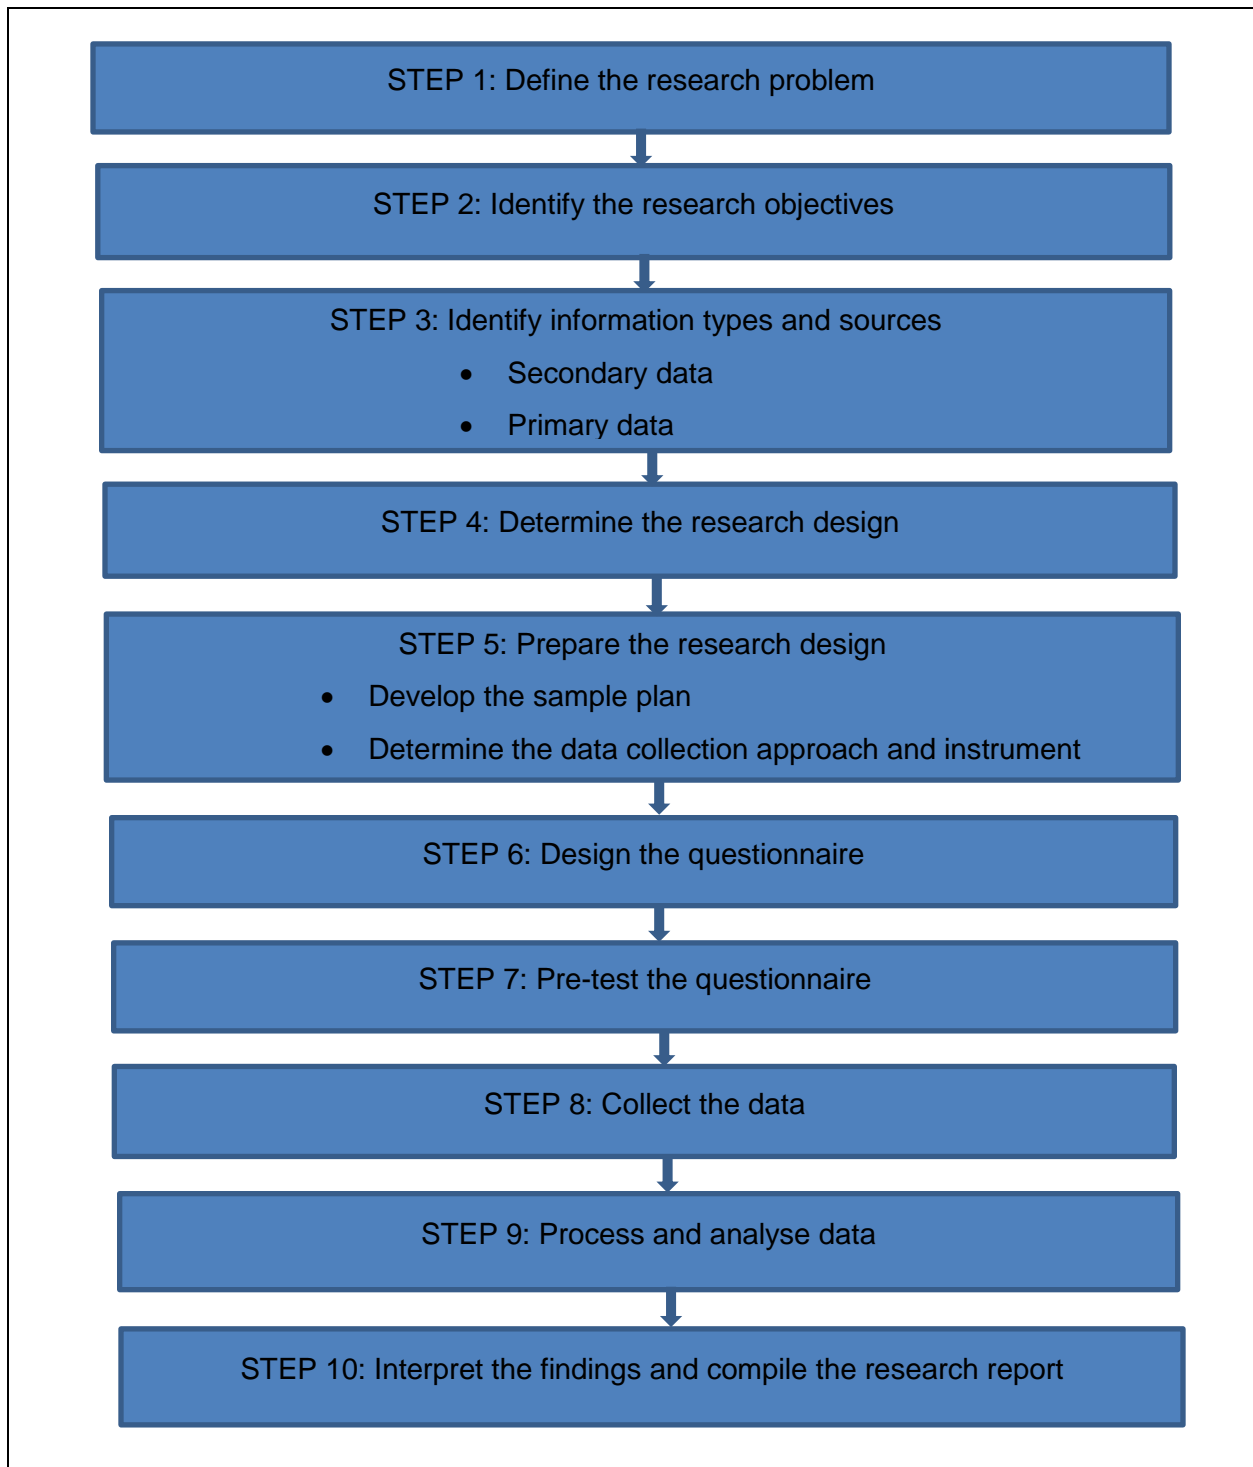 STEP 1: Define the research problem
STEP 2: Identify the research objectives
STEP 3: Identify information types and sources
• Secondary data
• Primary data
STEP 4: Determine the research design
STEP 5: Prepare the research design
• Develop the sample plan
• Determine the data collection approach and instrument
STEP 6: Design the questionnaire
STEP 7: Pre-test the questionnaire
STEP 8: Collect the data
STEP 9: Process and analyse data
STEP 10: Interpret the findings and compile the research report